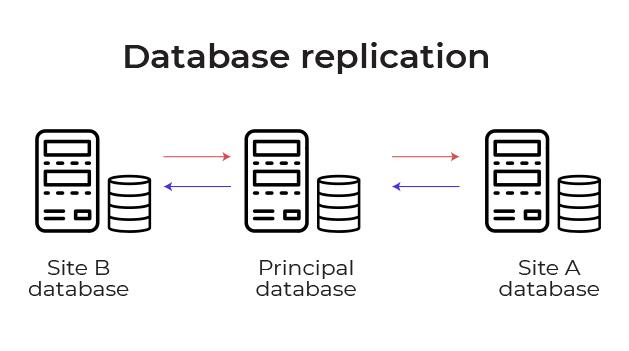 Database replication
Site B
database
Principal
database
Site A
database